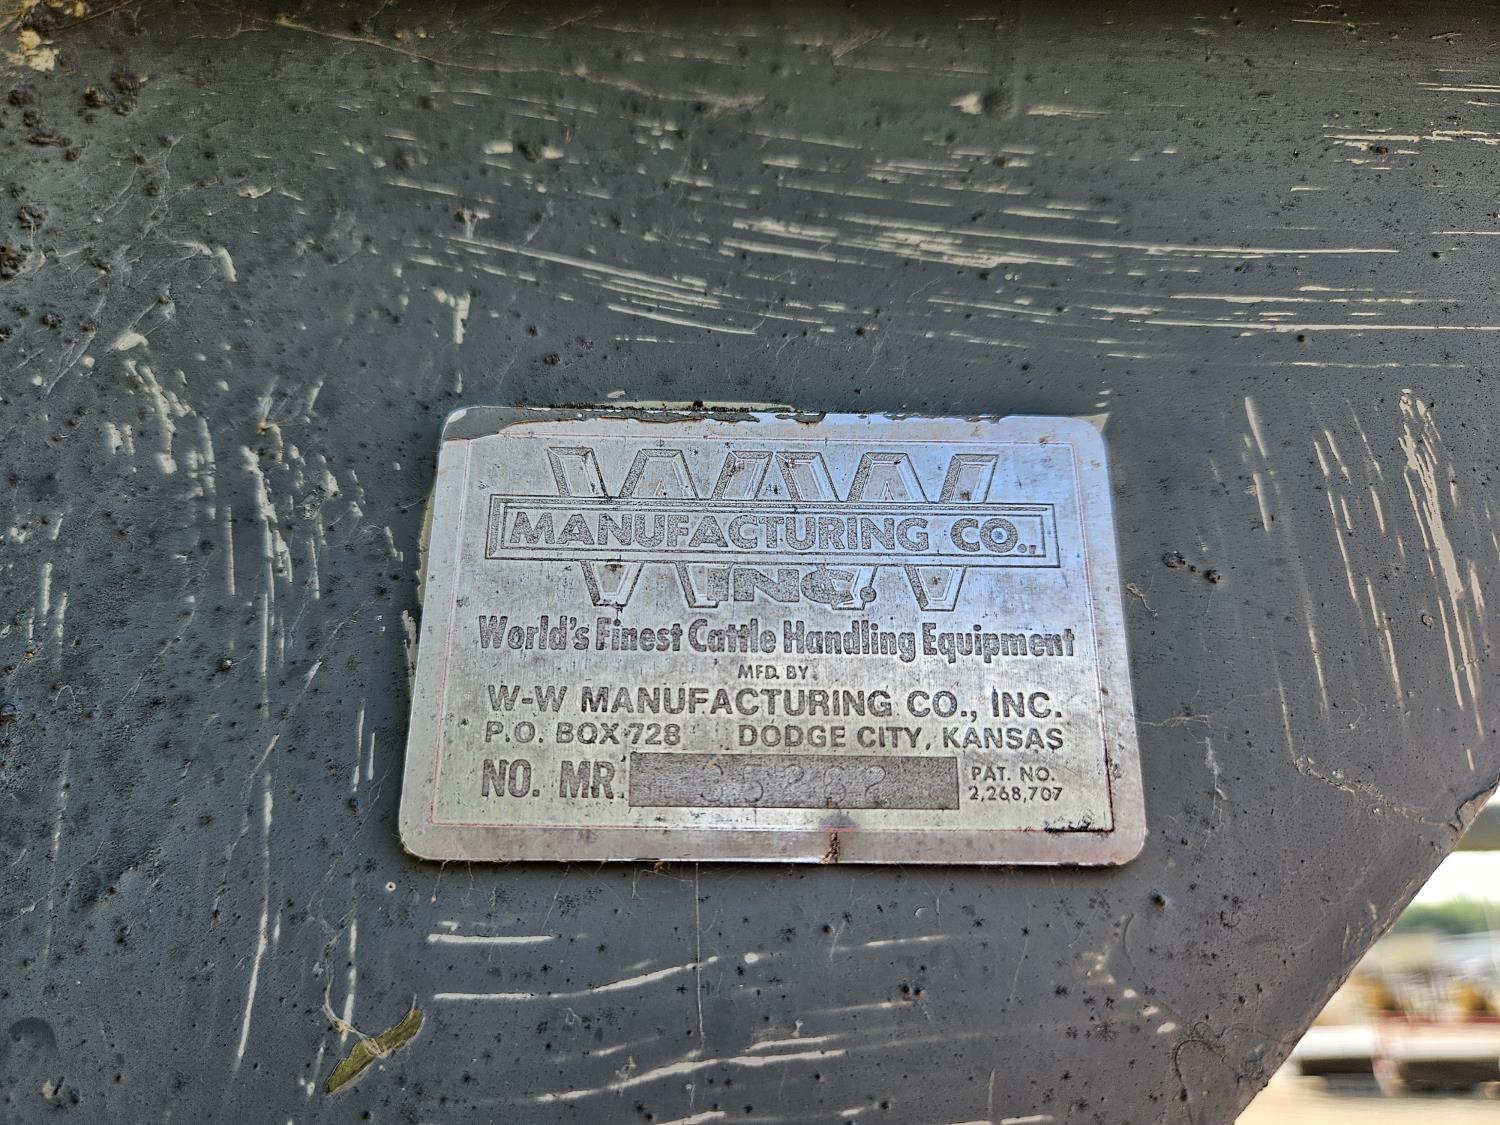 WW
MANUFACTURING CO.,
INC.
World's Finest Cattle Handling Equipment
MFD. BY
W-W MANUFACTURING CO., INC.
P.O. BOX 728 DODGE CITY, KANSAS
NO. MR. PAT. NO.
2,268,707